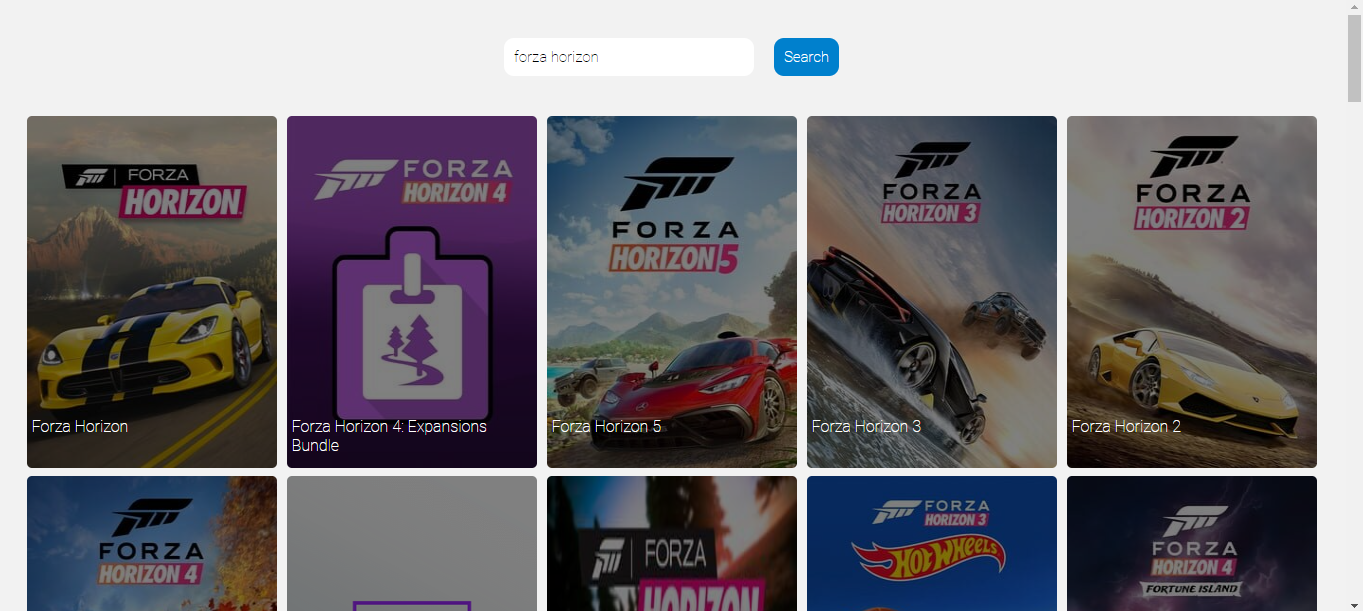 forza horizon
Search
FORZA
HORIZON
Forza Horizon
FORZA
HORIZON 4
Forza Horizon 4: Expansions
Bundle
FORZA
HORIZON 5
Forza Horizon 5
FORZA
HORIZON 3
Forza Horizon 3
FORZA
HORIZON 2
Forza Horizon 2
FORZA
HORIZON 4
FORZA
HORIZON
FORZA
HORIZON 3
HOT WHEELS
FORZA
HORIZON 4
FORTUNE ISLAND